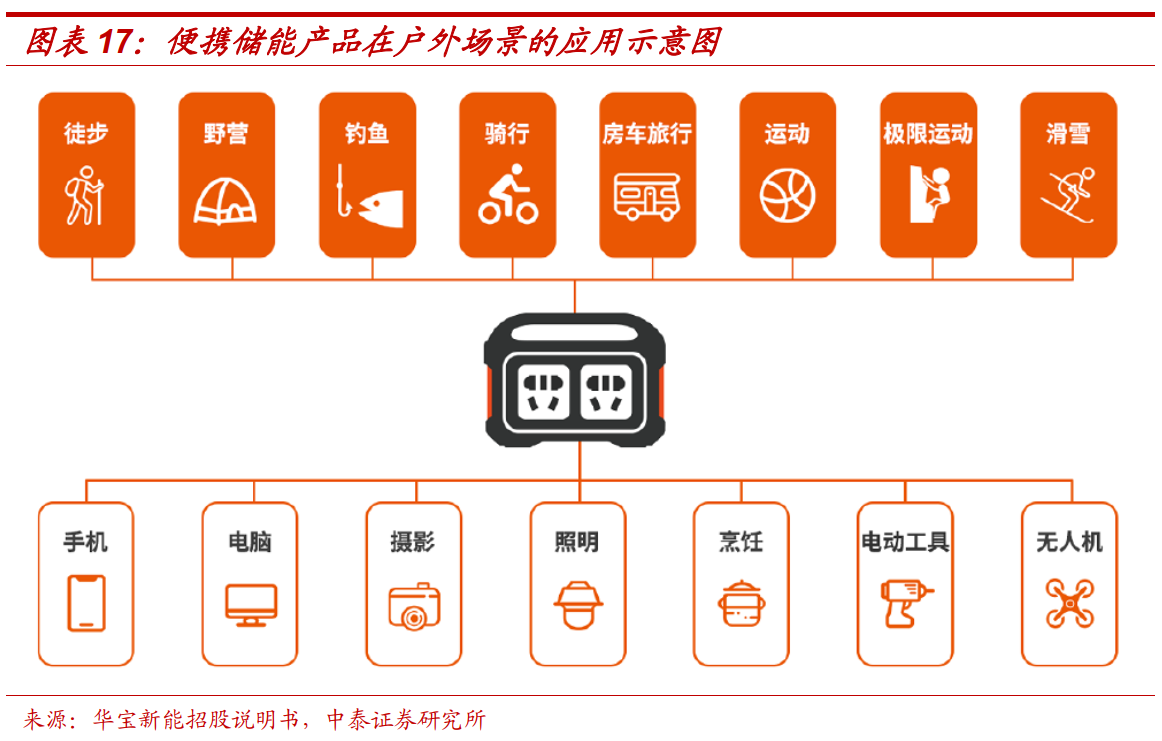 图表 17：便携储能产品在户外场景的应用示意图
徒步 野营 钓鱼 骑行 房车旅行 运动 极限运动 滑雪
手机 电脑 摄影 照明 烹饪 电动工具 无人机
来源：华宝新能招股说明书，中泰证券研究所